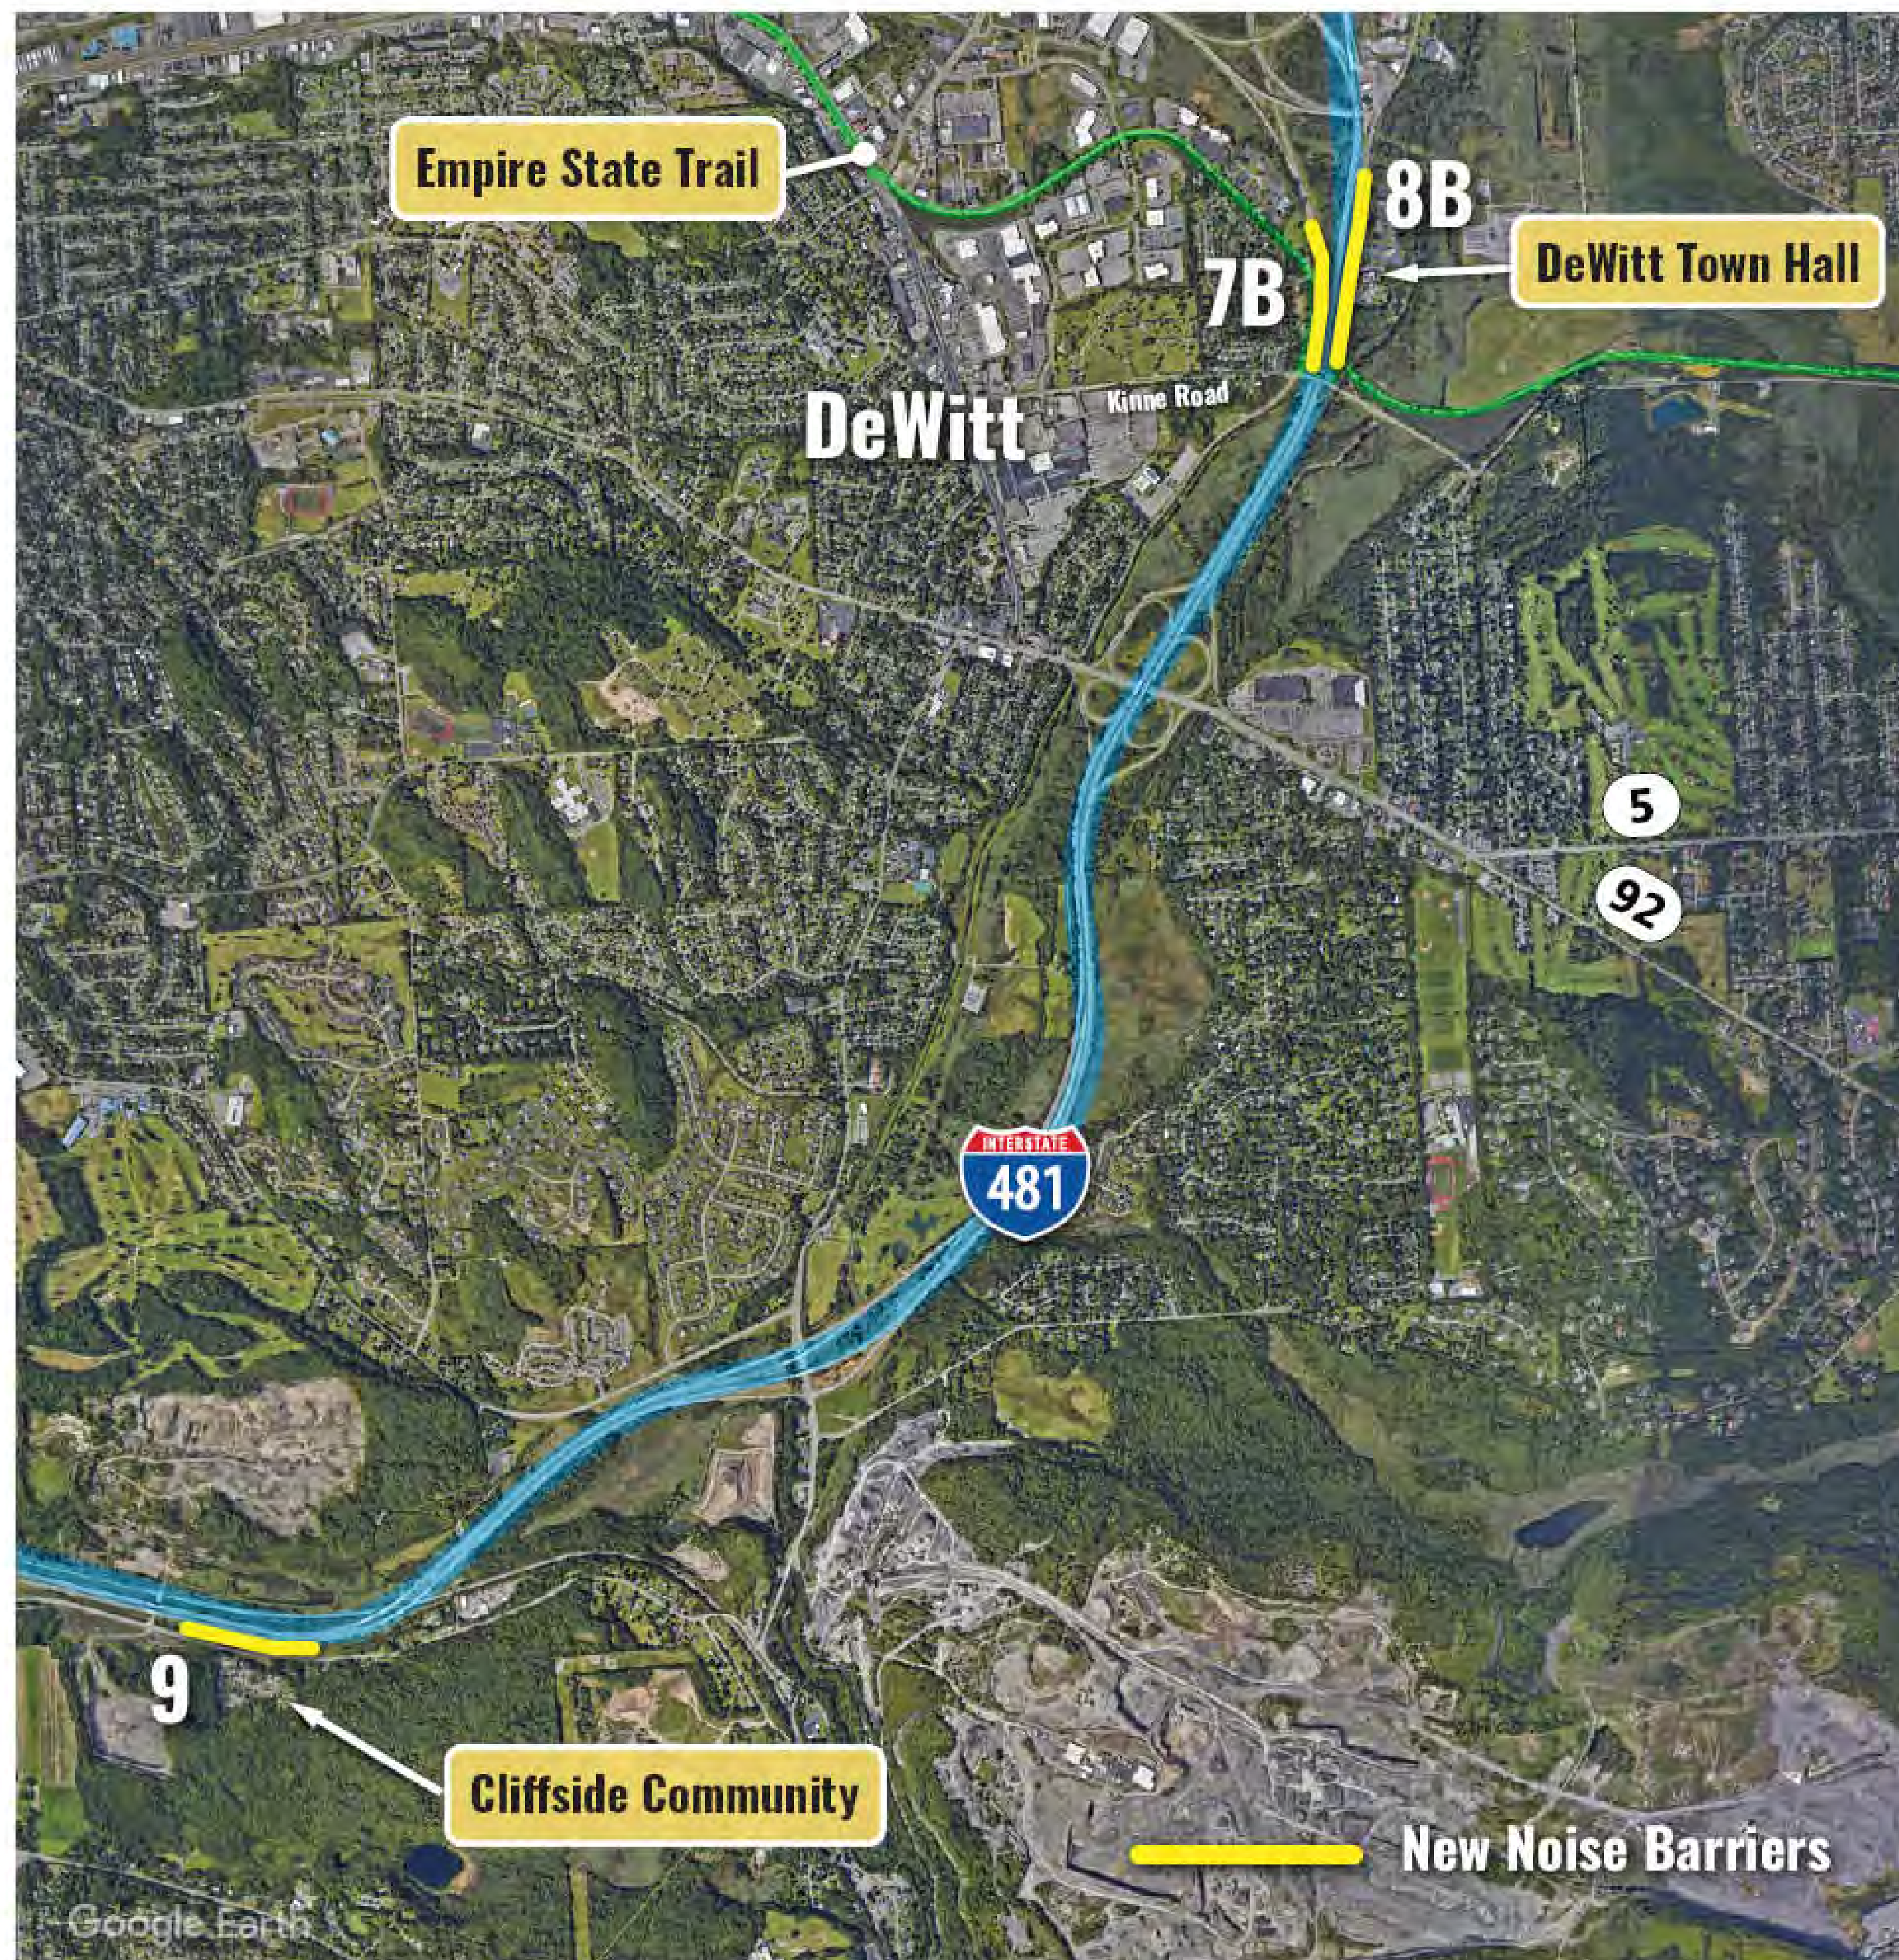 Empire State Trail
8B
DeWitt Town Hall
7B
Kinne Road
DeWitt
5
92
INTERSTATE
481
9
Cliffside Community
New Noise Barriers
Google Earth